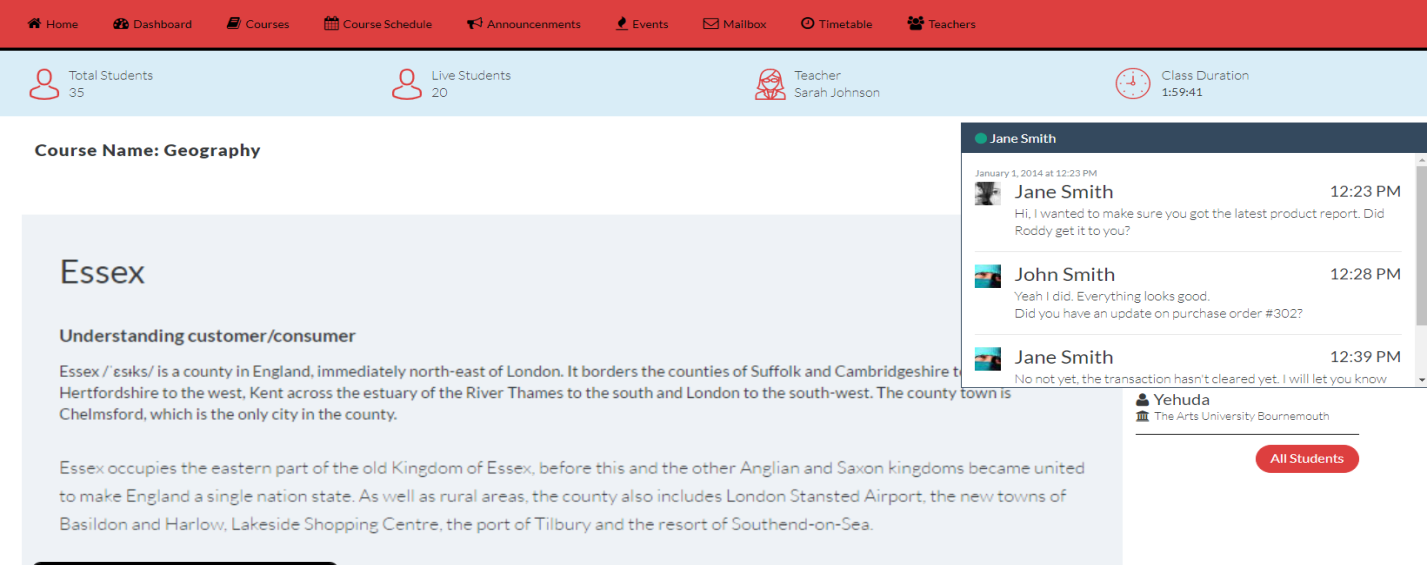 Home Dashboard Courses Course Schedule Announcenments Events Mailbox Timetable Teachers
Total Students
35
Live Students
20
Teacher
Sarah Johnson
Class Duration
1:59:41
Course Name: Geography
Jane Smith
January 1, 2014 at 12:23 PM
Jane Smith 12:23 PM
Hi, I wanted to make sure you got the latest product report. Did
Roddy get it to you?
John Smith 12:28 PM
Yeah I did. Everything looks good.
Did you have an update on purchase order #302?
Jane Smith 12:39 PM
No not yet, the transaction hasn't cleared yet. I will let you know
Essex
Understanding customer/consumer
Essex /ˈɛsɨks/ is a county in England, immediately north-east of London. It borders the counties of Suffolk and Cambridgeshire
Hertfordshire to the west, Kent across the estuary of the River Thames to the south and London to the south-west. The county town is
Chelmsford, which is the only city in the county.
Essex occupies the eastern part of the old Kingdom of Essex, before this and the other Anglian and Saxon kingdoms became united
to make England a single nation state. As well as rural areas, the county also includes London Stansted Airport, the new towns of
Basildon and Harlow, Lakeside Shopping Centre, the port of Tilbury and the resort of Southend-on-Sea.
Yehuda
The Arts University Bournemouth
All Students